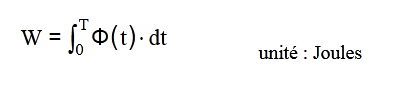 W = ∫₀ᵀ Φ(t)· dt
unité : Joules